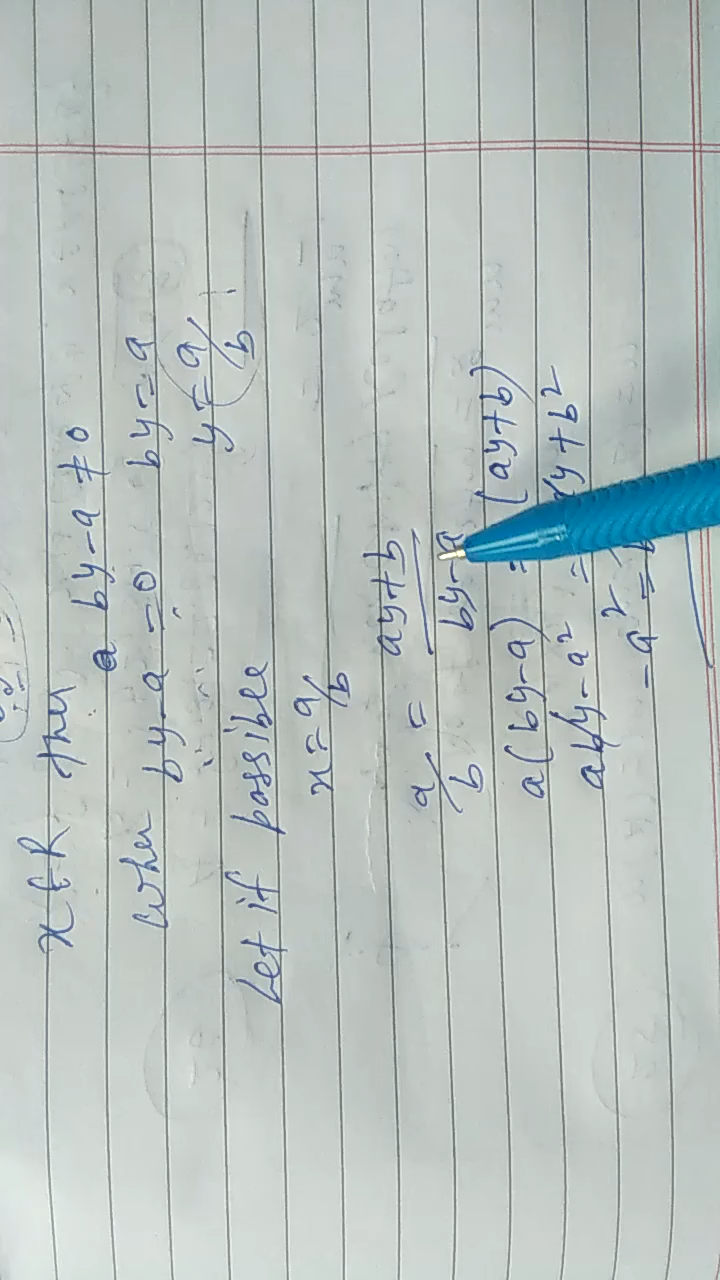 x ∈ R then
a by-a ≠ 0
when by-a = 0 by = a
y = a/b
Let if possible
x = a/b
a/b = ay+b/by-a
a(by-a) = (ay+b)
aby-a² = y+b²
-a² =